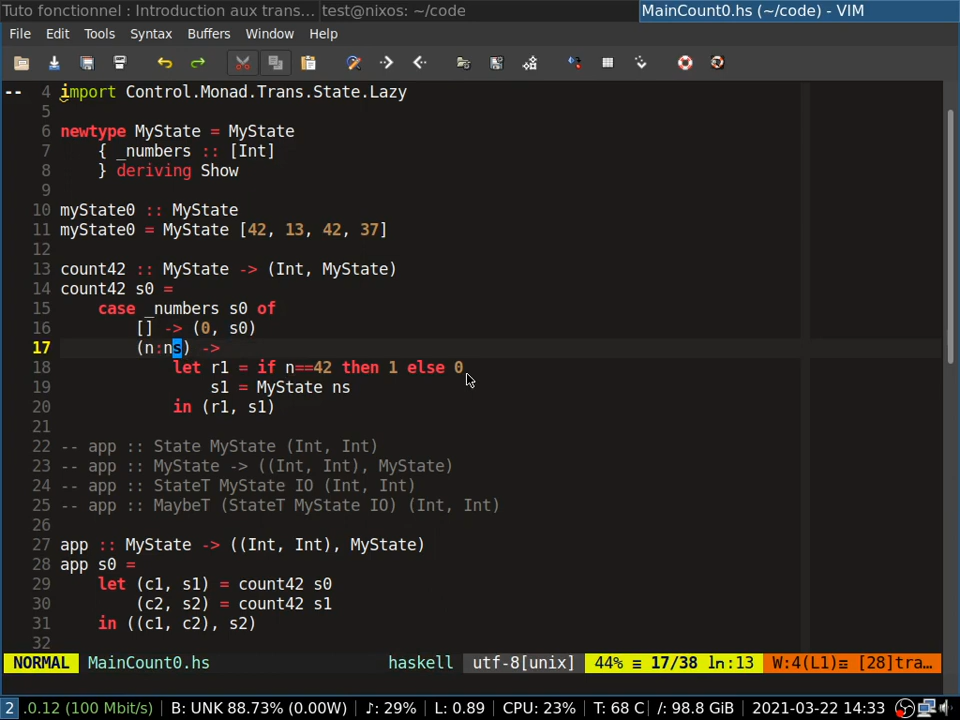 Tuto fonctionnel : Introduction aux trans... test@nixos: ~/code MainCount0.hs (~/code) - VIM
File Edit Tools Syntax Buffers Window Help
-- 4 import Control.Monad.Trans.State.Lazy
5
6 newtype MyState = MyState
7     { _numbers :: [Int]
8     } deriving Show
9
10 myState0 :: MyState
11 myState0 = MyState [42, 13, 42, 37]
12
13 count42 :: MyState -> (Int, MyState)
14 count42 s0 =
15     case _numbers s0 of
16         [] -> (0, s0)
17         (n:ns) ->
18             let r1 = if n==42 then 1 else 0
19                 s1 = MyState ns
20             in (r1, s1)
21
22 -- app :: State MyState (Int, Int)
23 -- app :: MyState -> ((Int, Int), MyState)
24 -- app :: StateT MyState IO (Int, Int)
25 -- app :: MaybeT (StateT MyState IO) (Int, Int)
26
27 app :: MyState -> ((Int, Int), MyState)
28 app s0 =
29     let (c1, s1) = count42 s0
30         (c2, s2) = count42 s1
31     in ((c1, c2), s2)
32
NORMAL MainCount0.hs haskell utf-8[unix] 44% ≡ 17/38 ln:13 W:4(L1)≡ [28]tra...
2 .0.12 (100 Mbit/s) B: UNK 88.73% (0.00W) ♪: 29% L: 0.89 CPU: 23% T: 68 C /: 98.8 GiB 2021-03-22 14:33